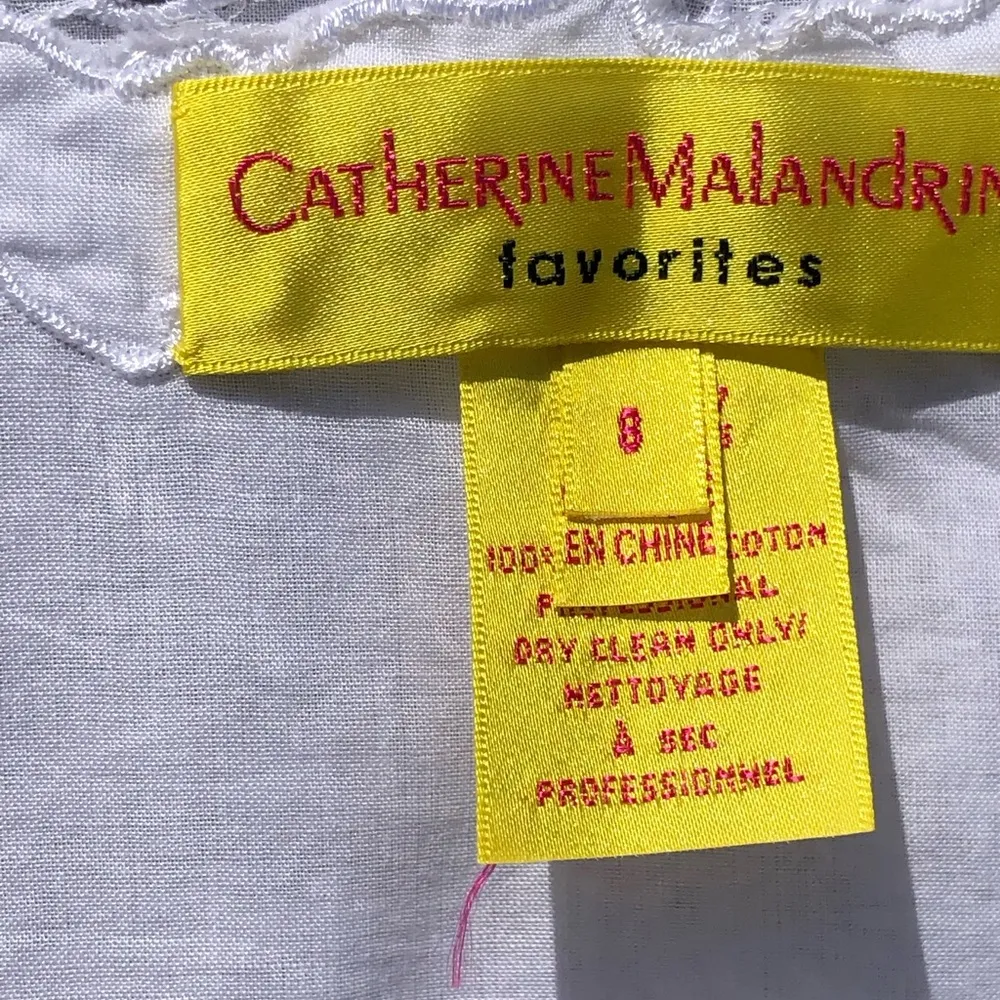 CATHERINE MALANDRIN
favorites
8
EN CHINE
100% COTON
DRY CLEAN ONLY/
NETTOYAGE
À SEC
PROFESSIONNEL